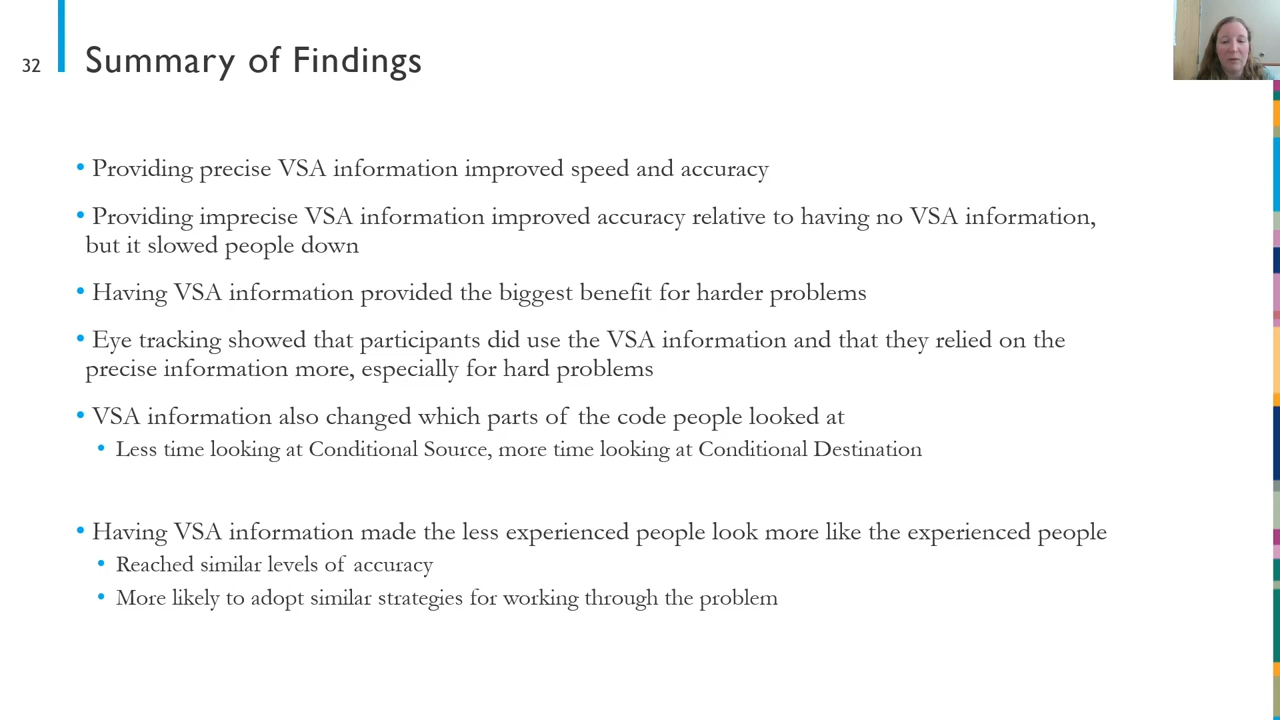 32
Summary of Findings
• Providing precise VSA information improved speed and accuracy
• Providing imprecise VSA information improved accuracy relative to having no VSA information,
but it slowed people down
• Having VSA information provided the biggest benefit for harder problems
• Eye tracking showed that participants did use the VSA information and that they relied on the
precise information more, especially for hard problems
• VSA information also changed which parts of the code people looked at
• Less time looking at Conditional Source, more time looking at Conditional Destination
• Having VSA information made the less experienced people look more like the experienced people
• Reached similar levels of accuracy
• More likely to adopt similar strategies for working through the problem